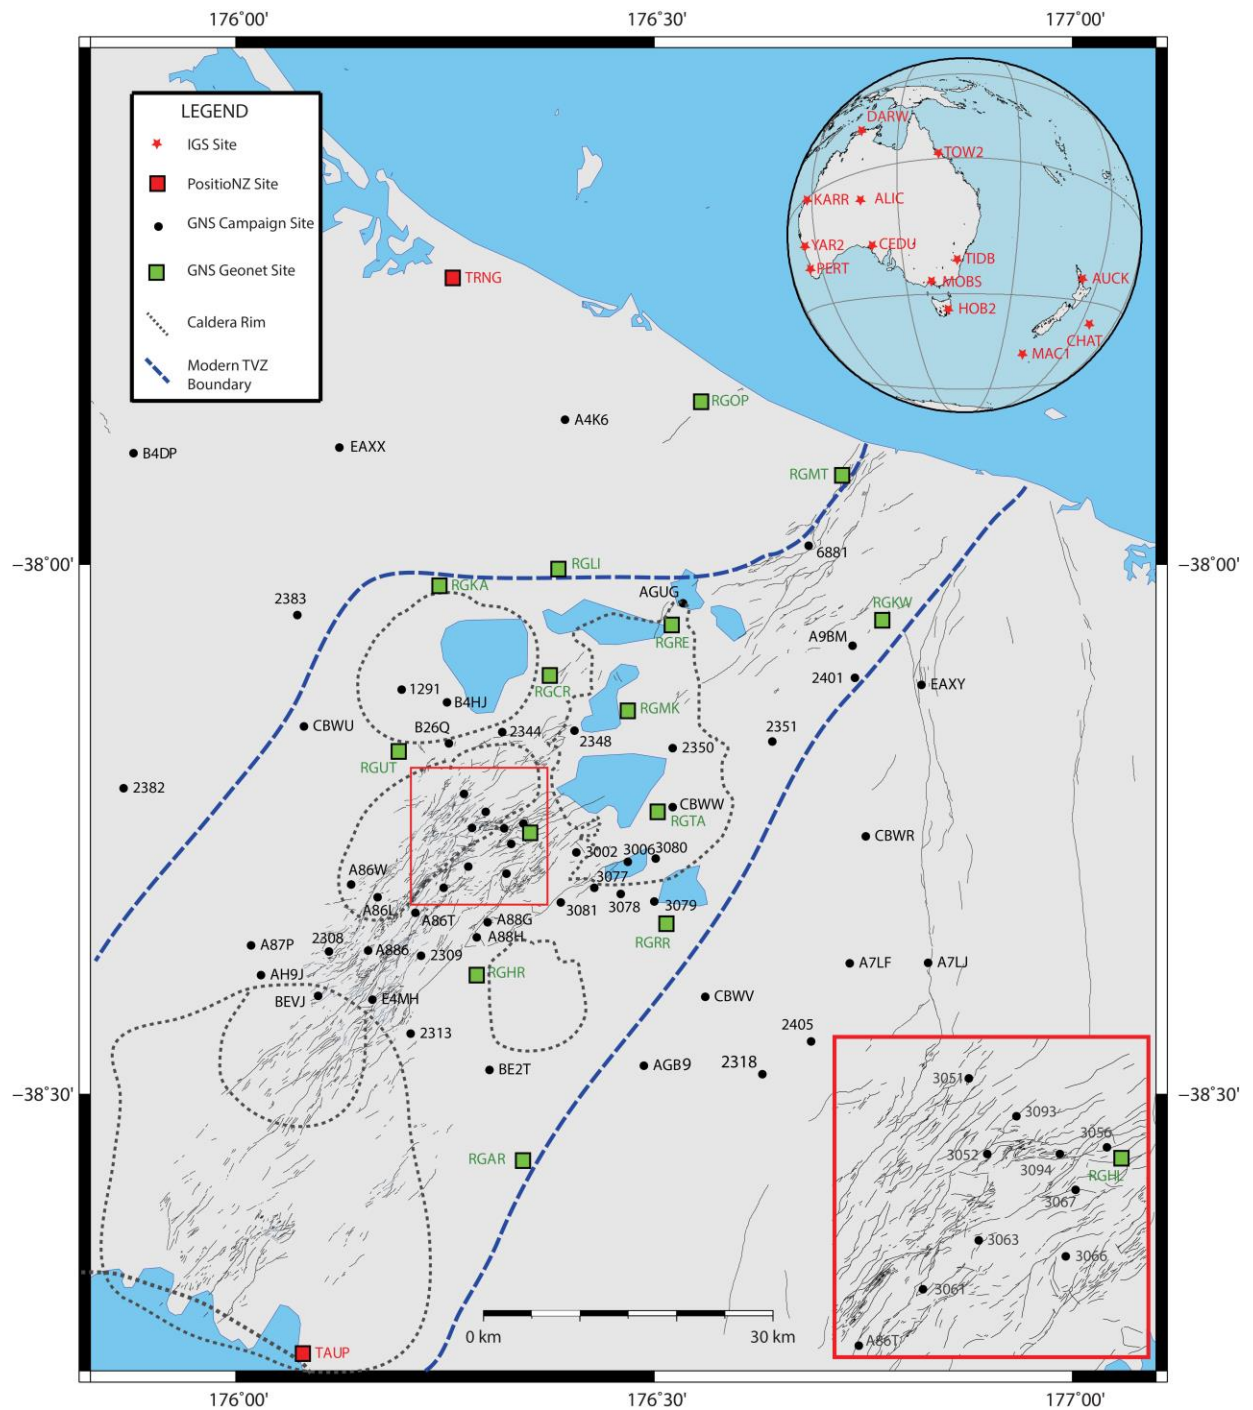 176°00'
176°30'
177°00'
LEGEND
IGS Site
PositioNZ Site
GNS Campaign Site
GNS Geonet Site
Caldera Rim
Modern TVZ
Boundary
DARW
TOW2
KARR
ALIC
YAR2
CEDU
PERT
TIDB
MOBS
HOB2
AUCK
CHAT
MAC1
TRNG
RGOP
A4K6
EAXX
B4DP
RGMT
6881
−38°00'
−38°00'
RGLI
RGKA
AGUG
2383
RGRE
RGKW
A9BM
RGCR
2401
EAXY
1291
B4HJ
RGMK
CBWU
B26Q
2344
2348
2351
2350
RGUT
2382
CBWW
RGTA
CBWR
3002
3006
3080
A86W
3077
A86L
3081
3078
3079
A86T
A88G
A88H
RGRR
A87P
2308
A886
2309
A7LF
A7LJ
AH9J
RGHR
BEVJ
E4MH
CBWV
2313
2405
BE2T
AGB9
2318
−38°30'
−38°30'
3051
3093
3056
3052
3094
RGHL
3067
3063
3066
3061
A86T
RGAR
0 km
30 km
TAUP
176°00'
176°30'
177°00'